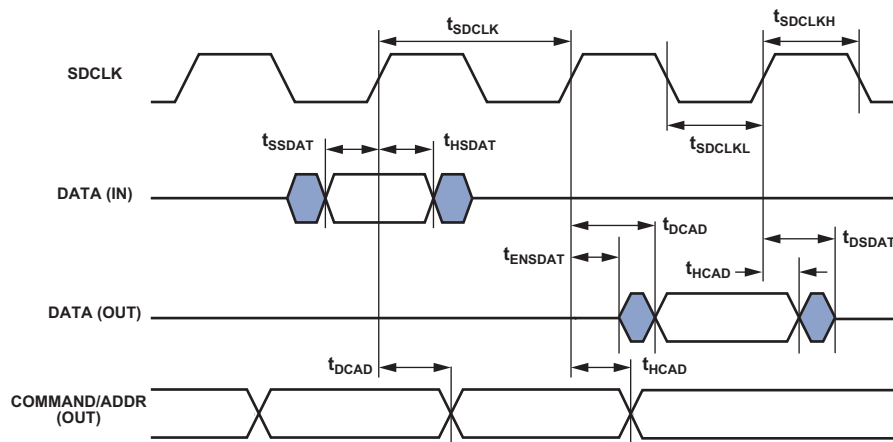 tSDCLK
tSDCLKH
SDCLK
tSSDAT
tHSDAT
tSDCLKL
DATA (IN)
tDCAD
tDSDAT
tENSDAT
tHCAD
DATA (OUT)
tDCAD
tHCAD
COMMAND/ADDR
(OUT)